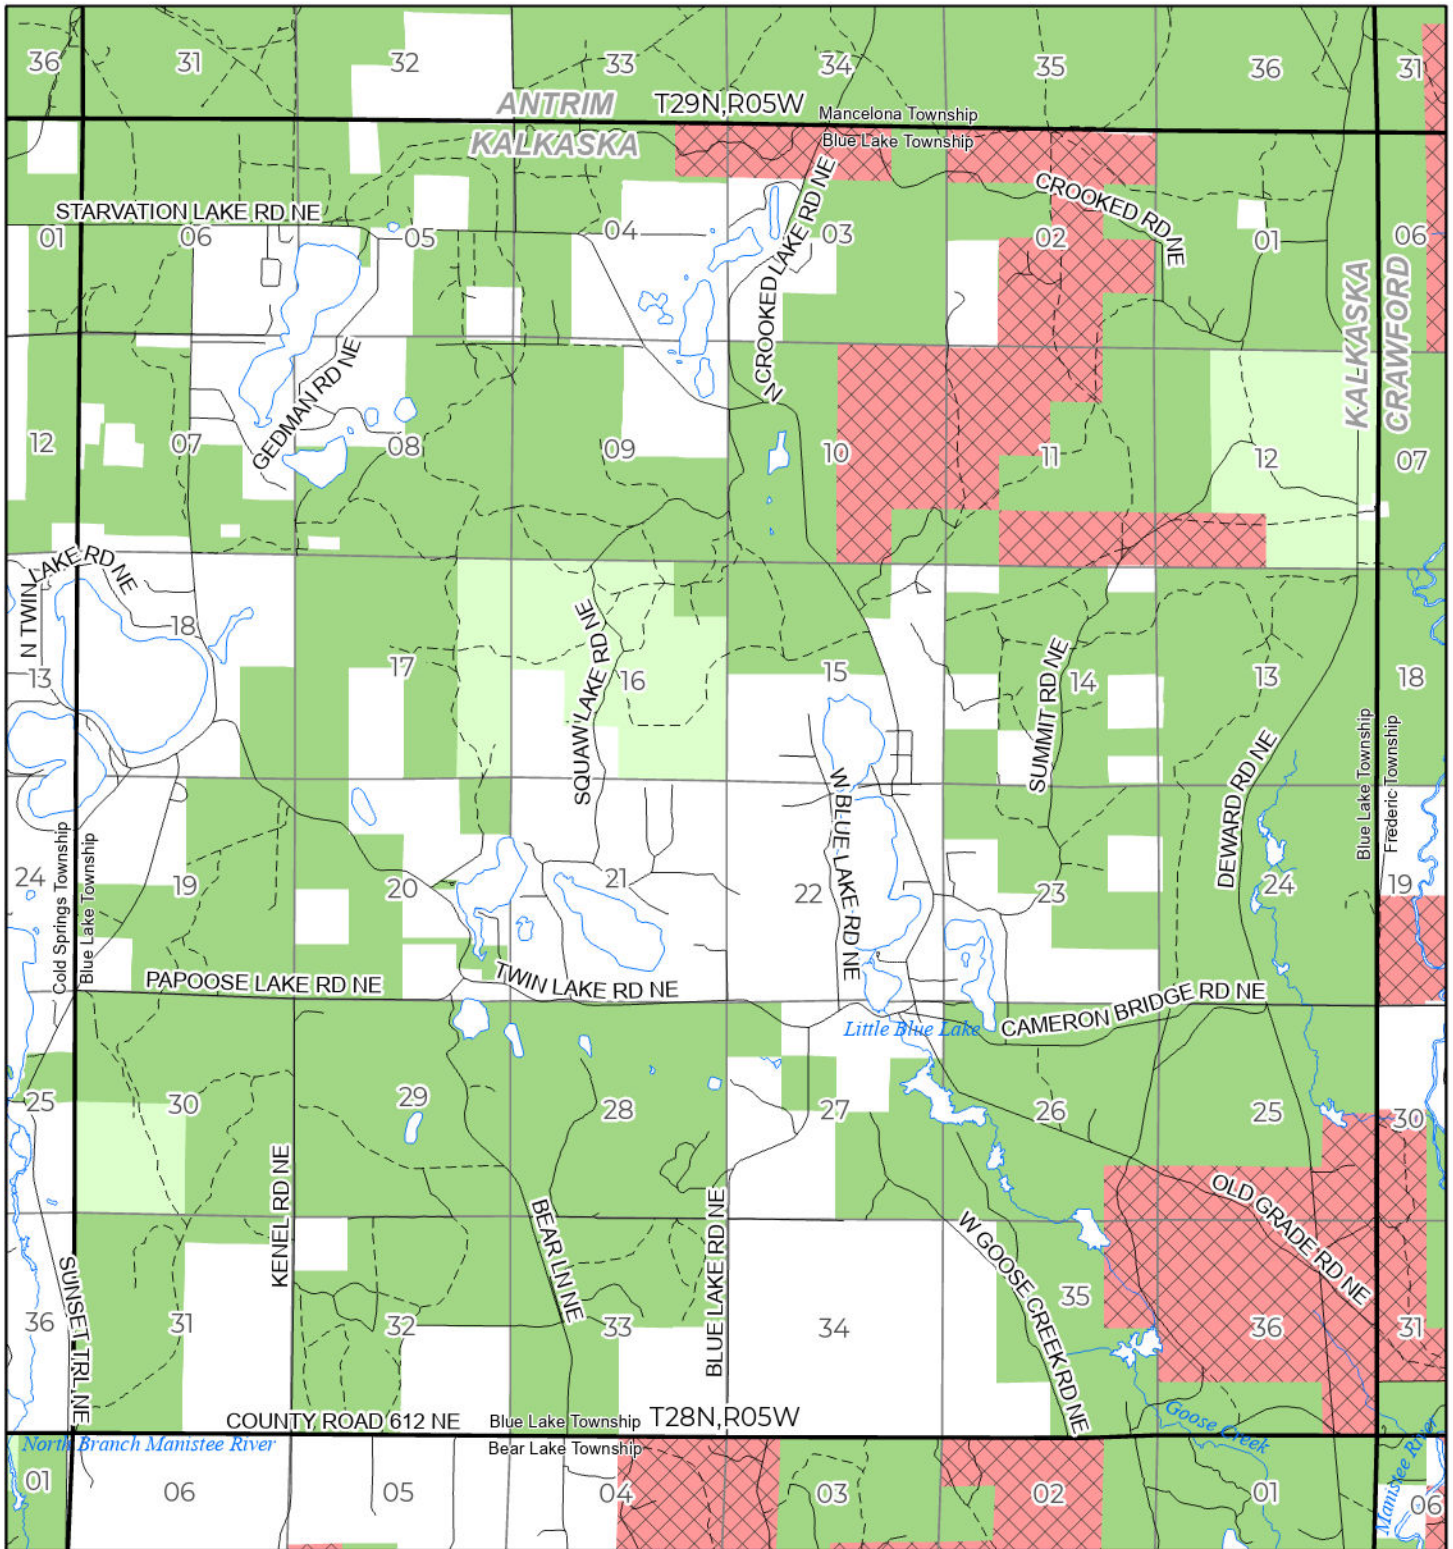 36 31 32 33 34 35 36 31
ANTRIM T29N,R05W Mancelona Township
KALKASKA Blue Lake Township
CROOKED RD NE
STARVATION LAKE RD NE
N CROOKED LAKE RD NE
01 06 05 04 03 02 01 06
KALKASKA
CRAWFORD
GEDMAN RD NE
12 07 08 09 10 11 12 07
N TWIN LAKE RD NE
SQUAW LAKE RD NE
18
13 17 16 15 14 13 18
SUMMIT RD NE
Blue Lake Township
Frederic Township
DEWARD RD NE
W BLUE LAKE RD NE
Cold Springs Township
Blue Lake Township
24 19 20 21 22 23 24 19
PAPOOSE LAKE RD NE TWIN LAKE RD NE CAMERON BRIDGE RD NE
Little Blue Lake
25 30 29 28 27 26 25 30
KENEL RD NE
BEAR LN NE
BLUE LAKE RD NE
W GOOSE CREEK RD NE
OLD GRADE RD NE
SUNSET TRL NE
36 31 32 33 34 35 36 31
COUNTY ROAD 612 NE Blue Lake Township T28N,R05W
Goose Creek
North Branch Manistee River Bear Lake Township
Manistee River
01 06 05 04 03 02 01 06